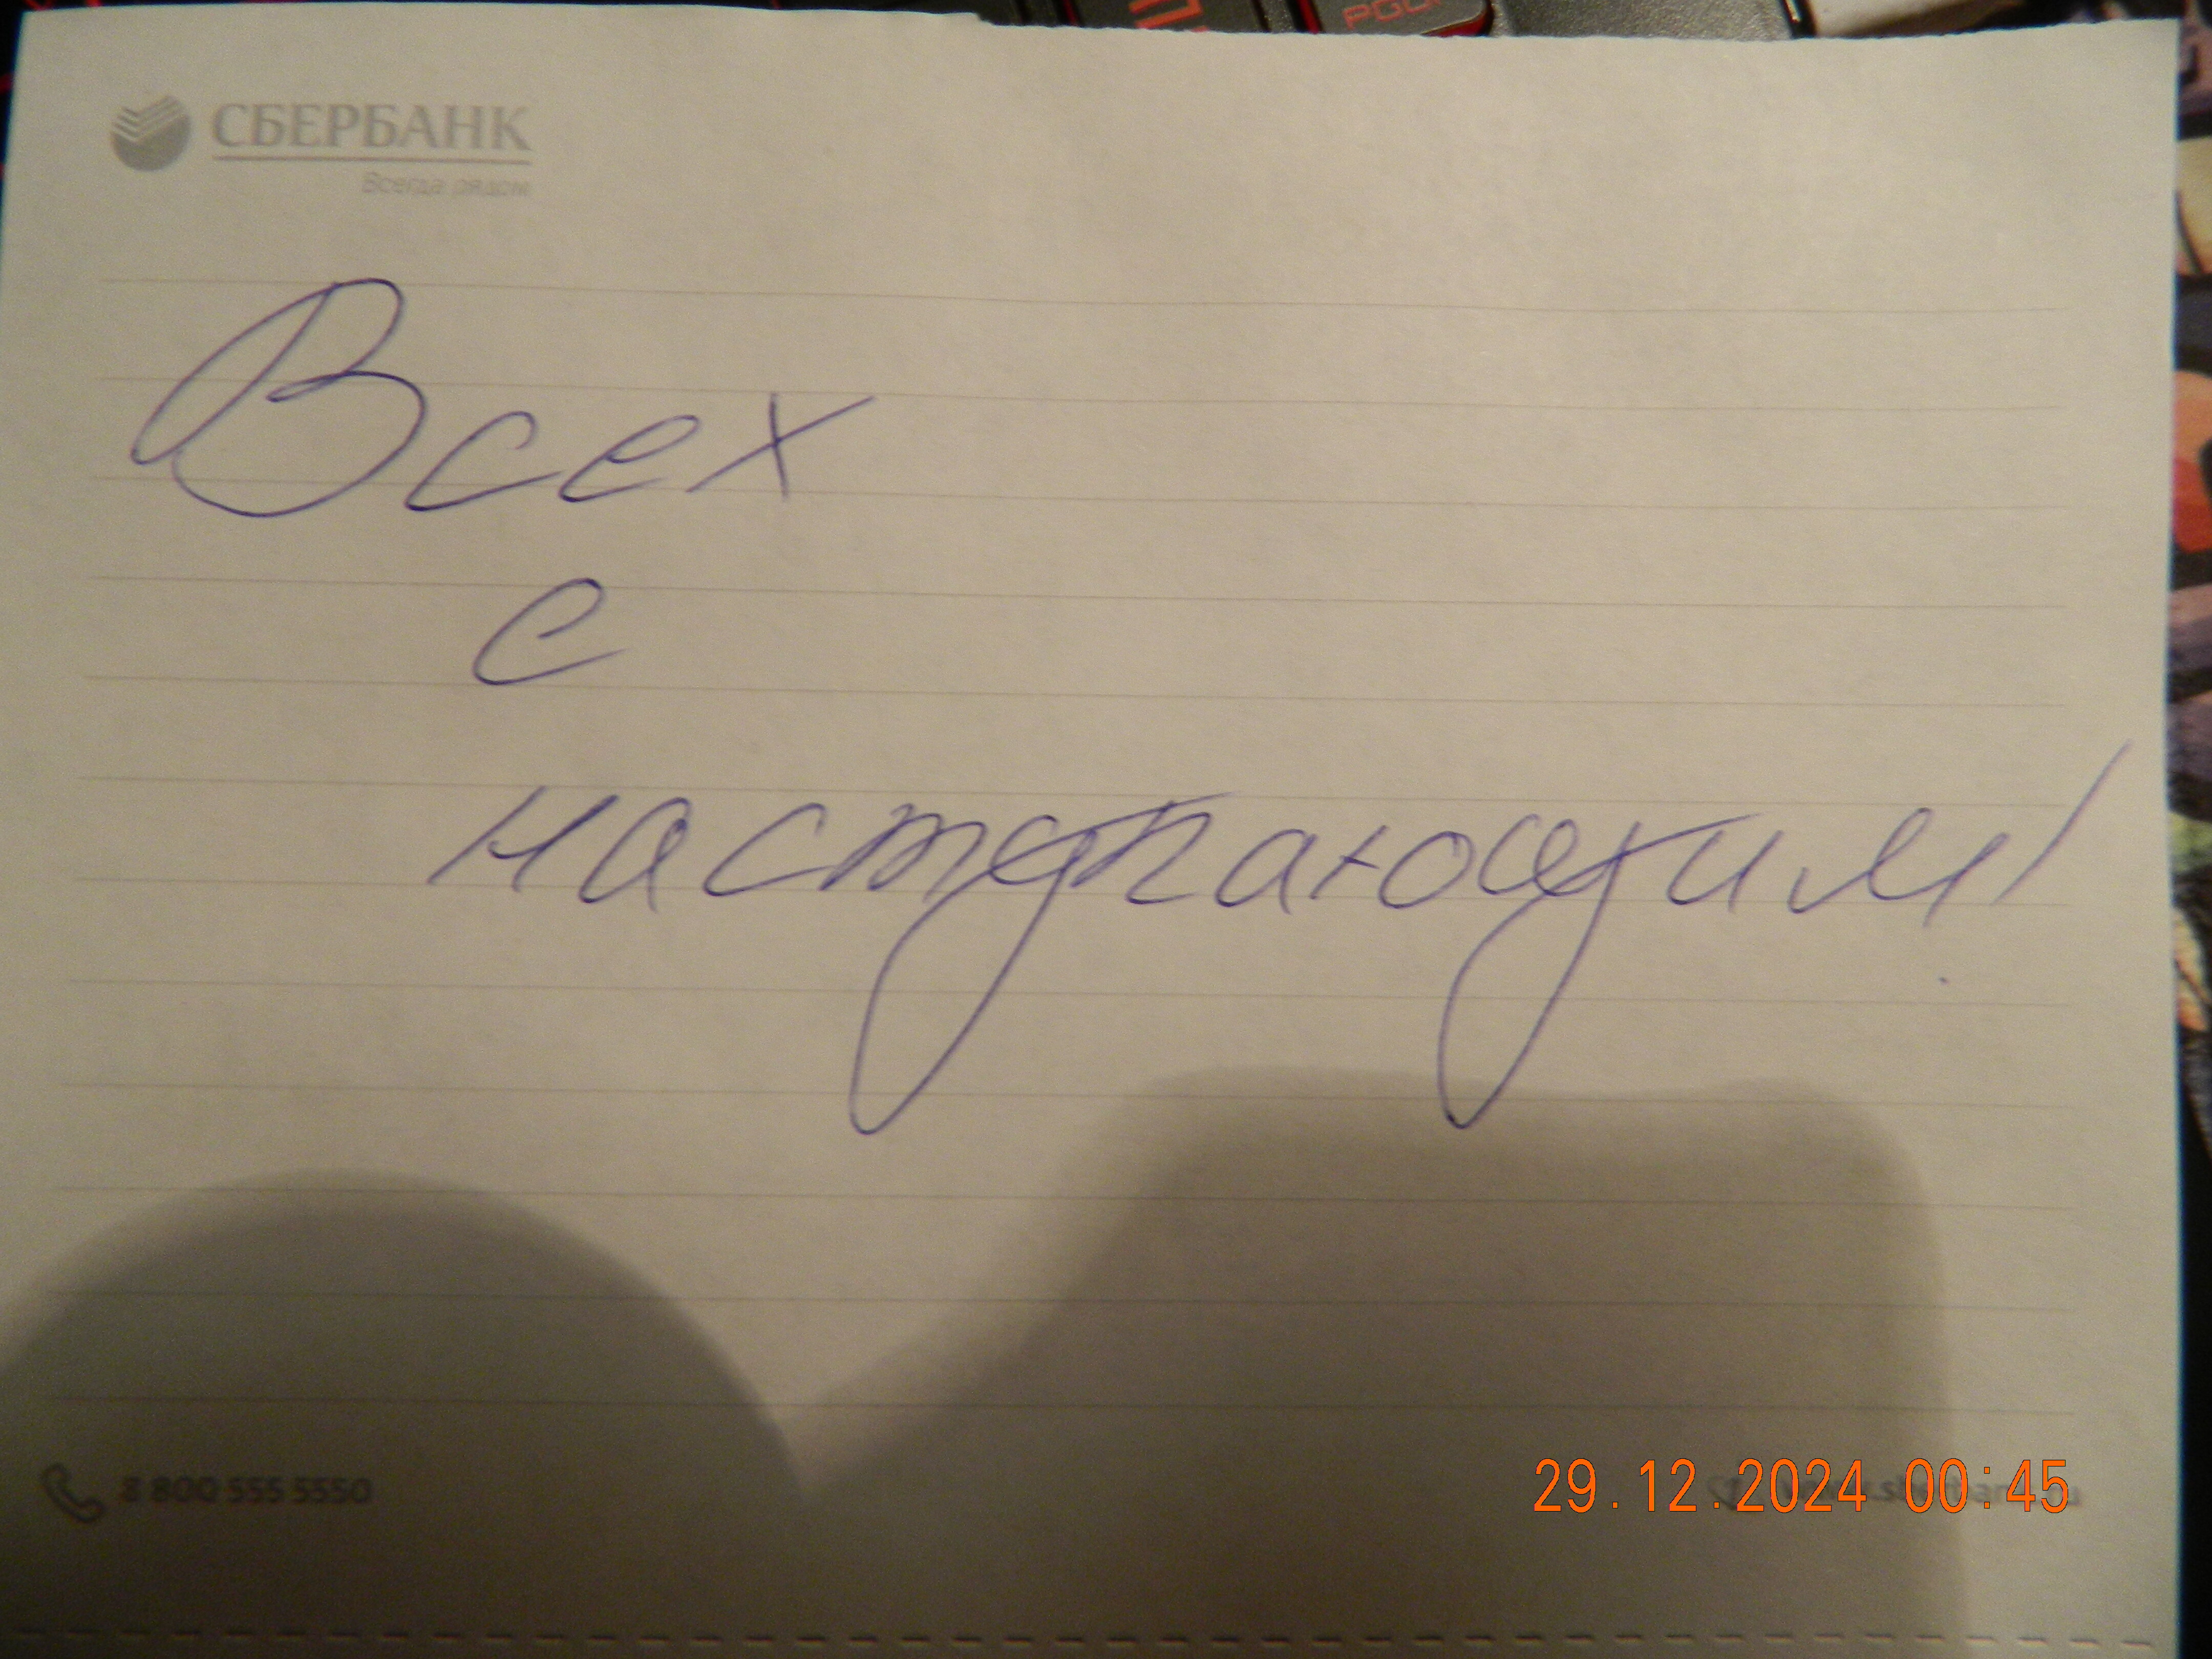 СБЕРБАНК
Всегда рядом
Всех
с
наступающим!
8 800 555 5550
29.12.2024 00:45